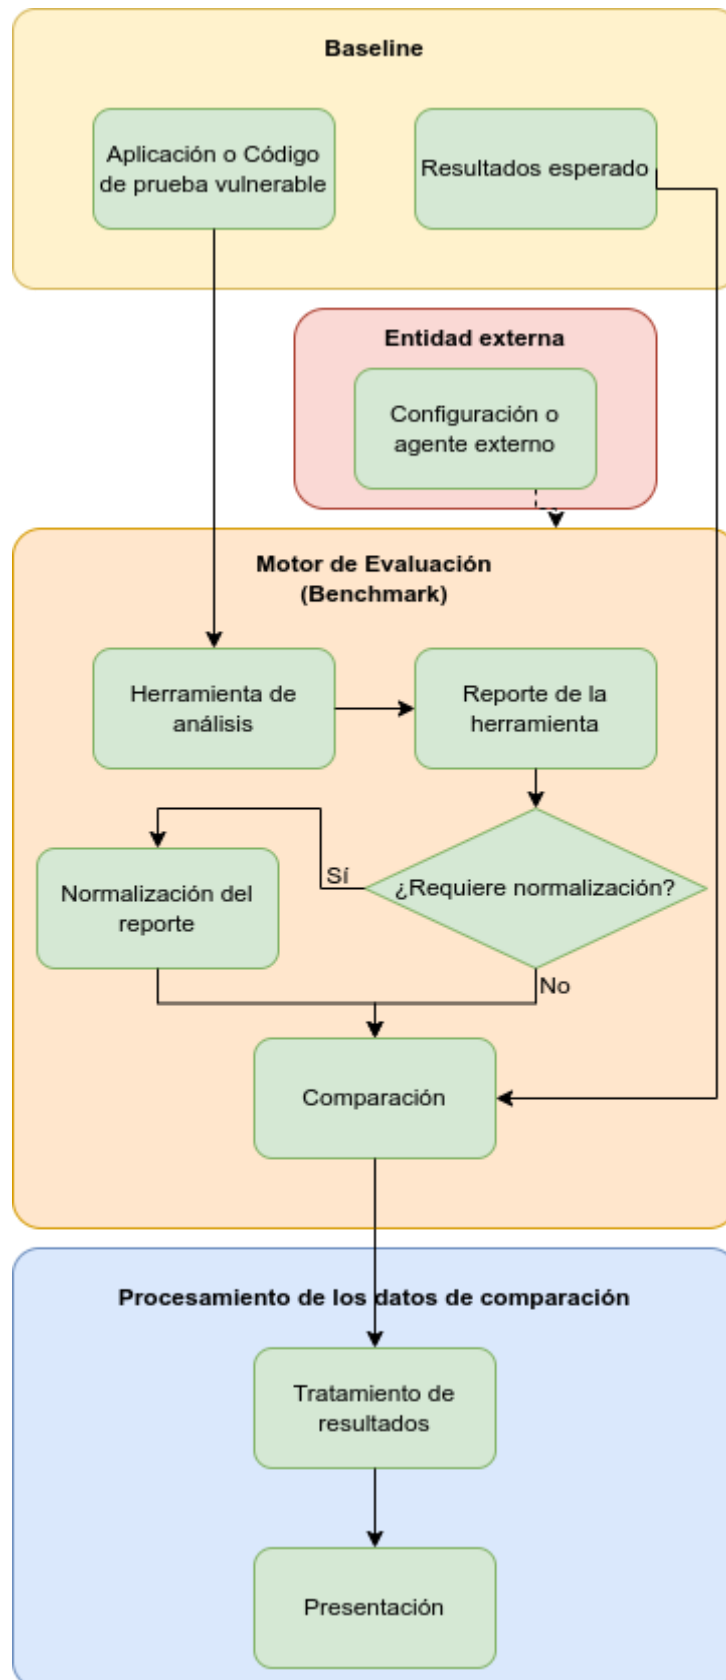 Baseline
Aplicación o Código
de prueba vulnerable
Resultados esperado
Entidad externa
Configuración o
agente externo
Motor de Evaluación
(Benchmark)
Herramienta de
análisis
Reporte de la
herramienta
¿Requiere normalización?
Sí
Normalización del
reporte
No
Comparación
Procesamiento de los datos de comparación
Tratamiento de
resultados
Presentación